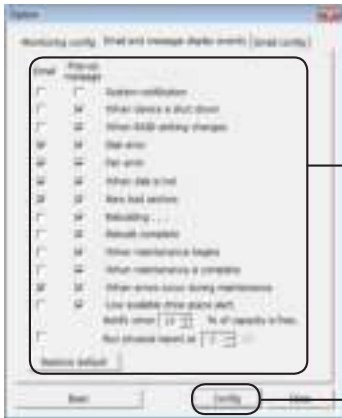 Option
Monitoring config Email and message display events Email config
Email Pop-up message
System notification
When device is shut down
When RAID setting changes
Disk error
Fan error
When disk is hot
New bad sectors
Rebuilding . . .
Rebuild complete
When maintenance begins
When maintenance is complete
When errors occur during maintenance
Low available drive space alert
Notify when 10 % of capacity is free.
Restore default
Config